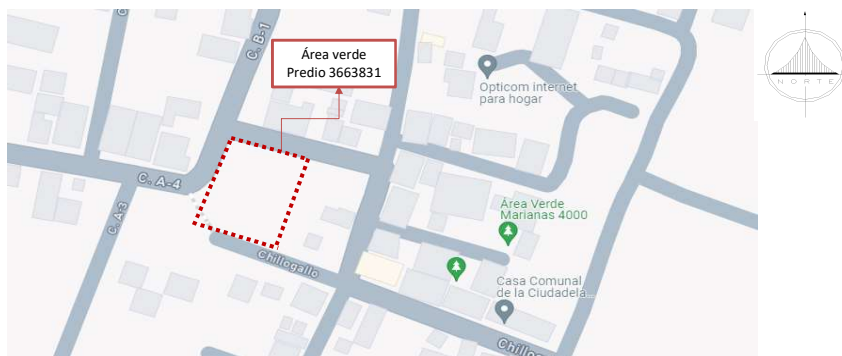 C. B-1
Área verde
Predio 3663831
NORTE
Opticom internet
para hogar
C. A-4
C. A-3
Área Verde
Marianas 4000
Chillogallo
Casa Comunal
de la Ciudadela...
Chillogallo